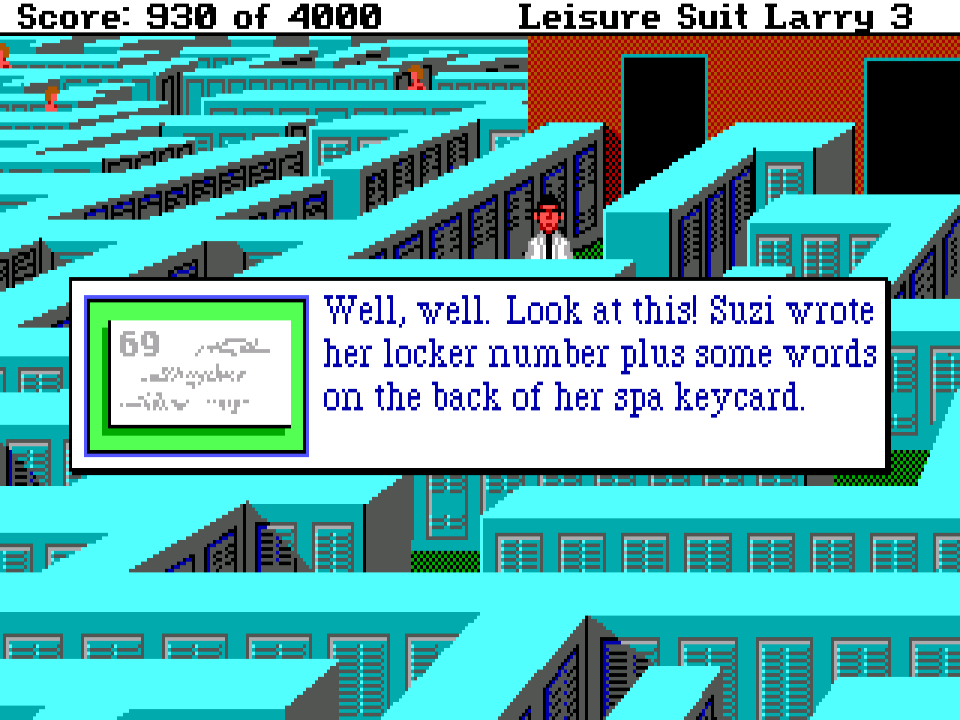 Score: 930 of 4000 Leisure Suit Larry 3
Well, well. Look at this! Suzi wrote
her locker number plus some words
on the back of her spa keycard.
69